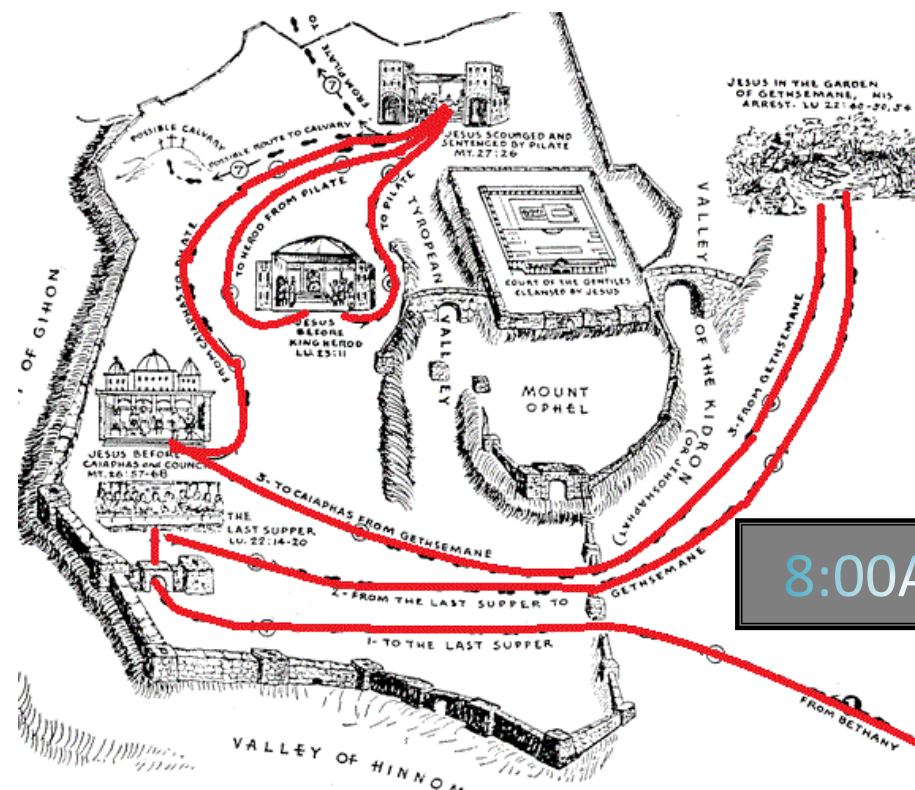 TO
FROM PILATE
7
POSSIBLE CALVARY
POSSIBLE ROUTE TO CALVARY
7
JESUS SCOURGED AND
SENTENCED BY PILATE
MT. 27:26
JESUS IN THE GARDEN
OF GETHSEMANE, HIS
ARREST. LU 22:40-50, 54
TO HEROD FROM PILATE
TO PILATE
FROM CAIAPHAS TO PILATE
TYROPEAN
VALLEY
COURT OF THE GENTILES
CLEANSED BY JESUS
VALLEY OF THE KIDRON
(OR JEHOSHAPHAT)
JESUS
BEFORE
KING HEROD
LU. 23:11
Y OF GIHON
MOUNT
OPHEL
3-FROM GETHSEMANE
JESUS BEFORE
CAIAPHAS and COUNCIL
MT. 26:57-68
3-TO CAIAPHAS FROM GETHSEMANE
THE
LAST SUPPER
LU. 22:14-20
8:00A
2-FROM THE LAST SUPPER TO GETHSEMANE
1-TO THE LAST SUPPER
FROM BETHANY
VALLEY OF HINNOM